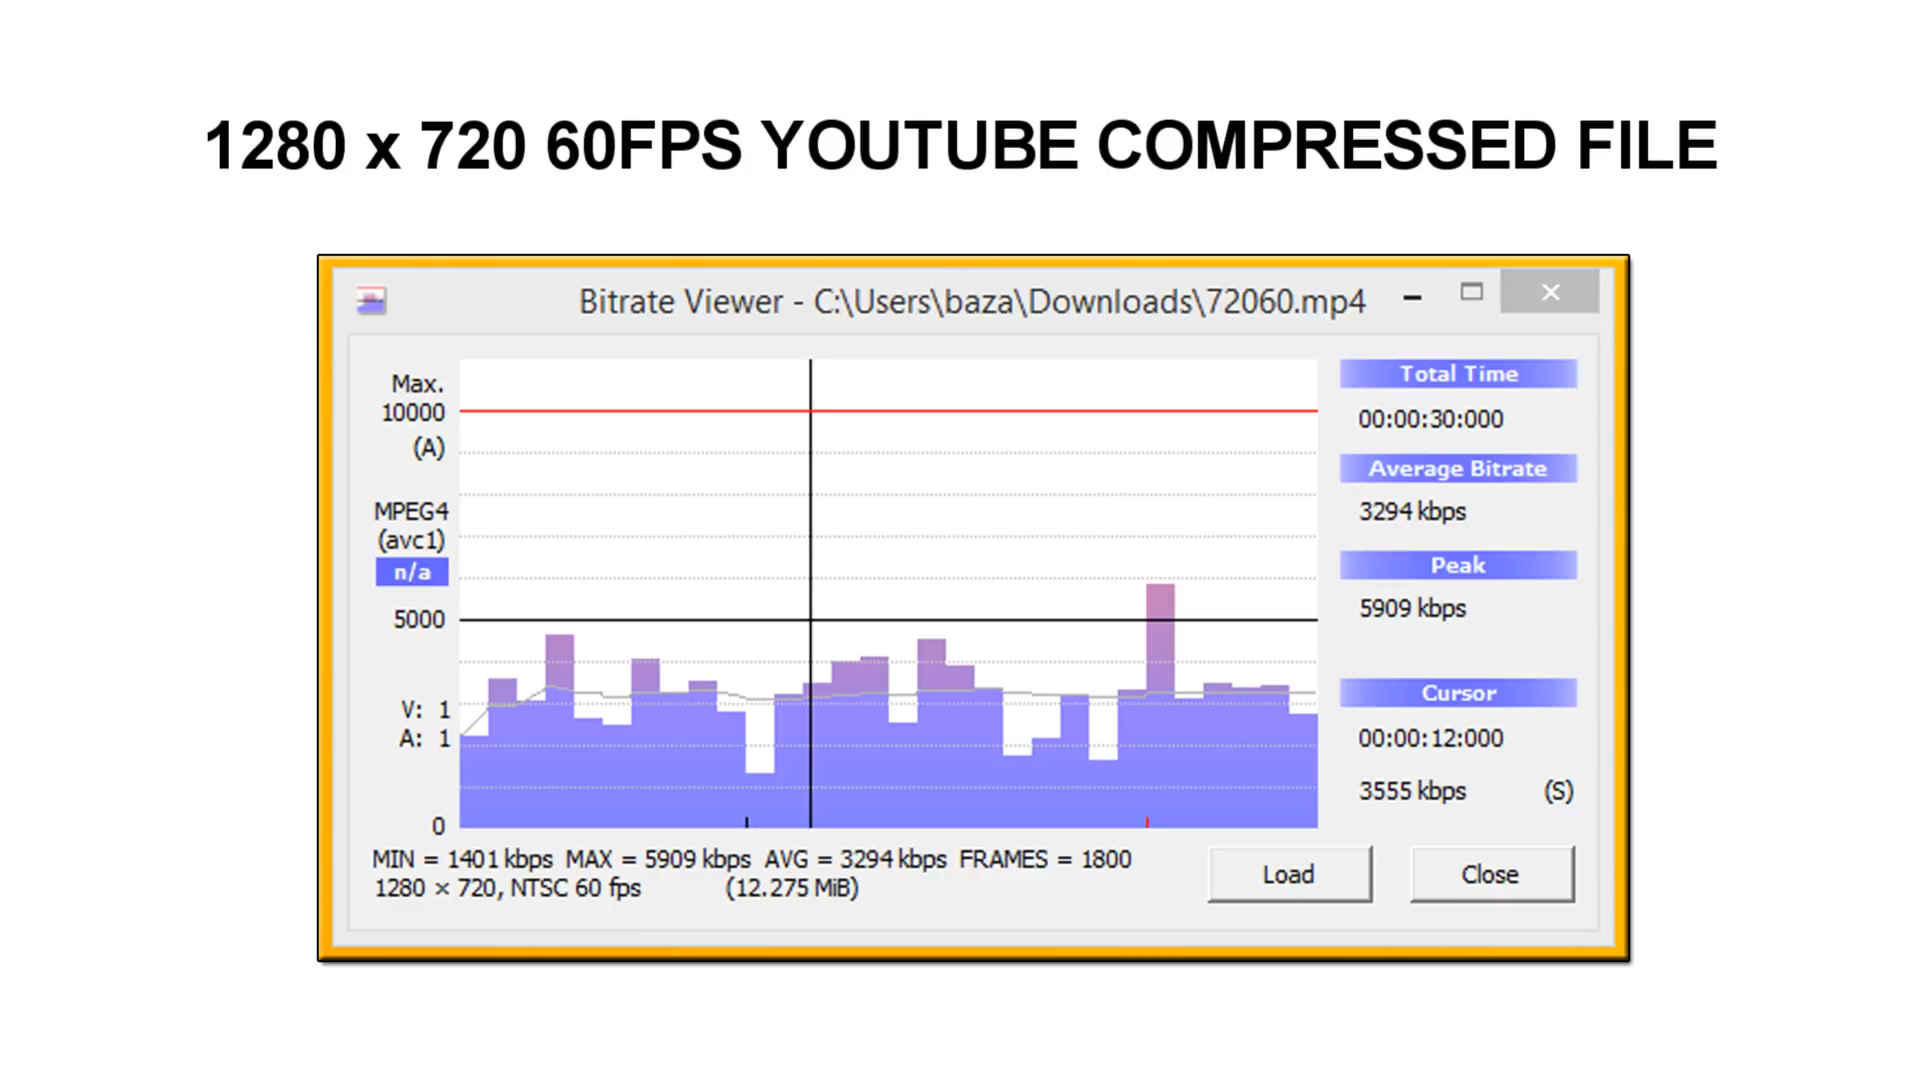 1280 x 720 60FPS YOUTUBE COMPRESSED FILE
Bitrate Viewer - C:\Users\baza\Downloads\72060.mp4
Max.
10000
(A)
MPEG4
(avc1)
n/a
5000
V: 1
A: 1
0
Total Time
00:00:30:000
Average Bitrate
3294 kbps
Peak
5909 kbps
Cursor
00:00:12:000
3555 kbps (S)
MIN = 1401 kbps MAX = 5909 kbps AVG = 3294 kbps FRAMES = 1800
1280 × 720, NTSC 60 fps (12.275 MiB)
Load
Close